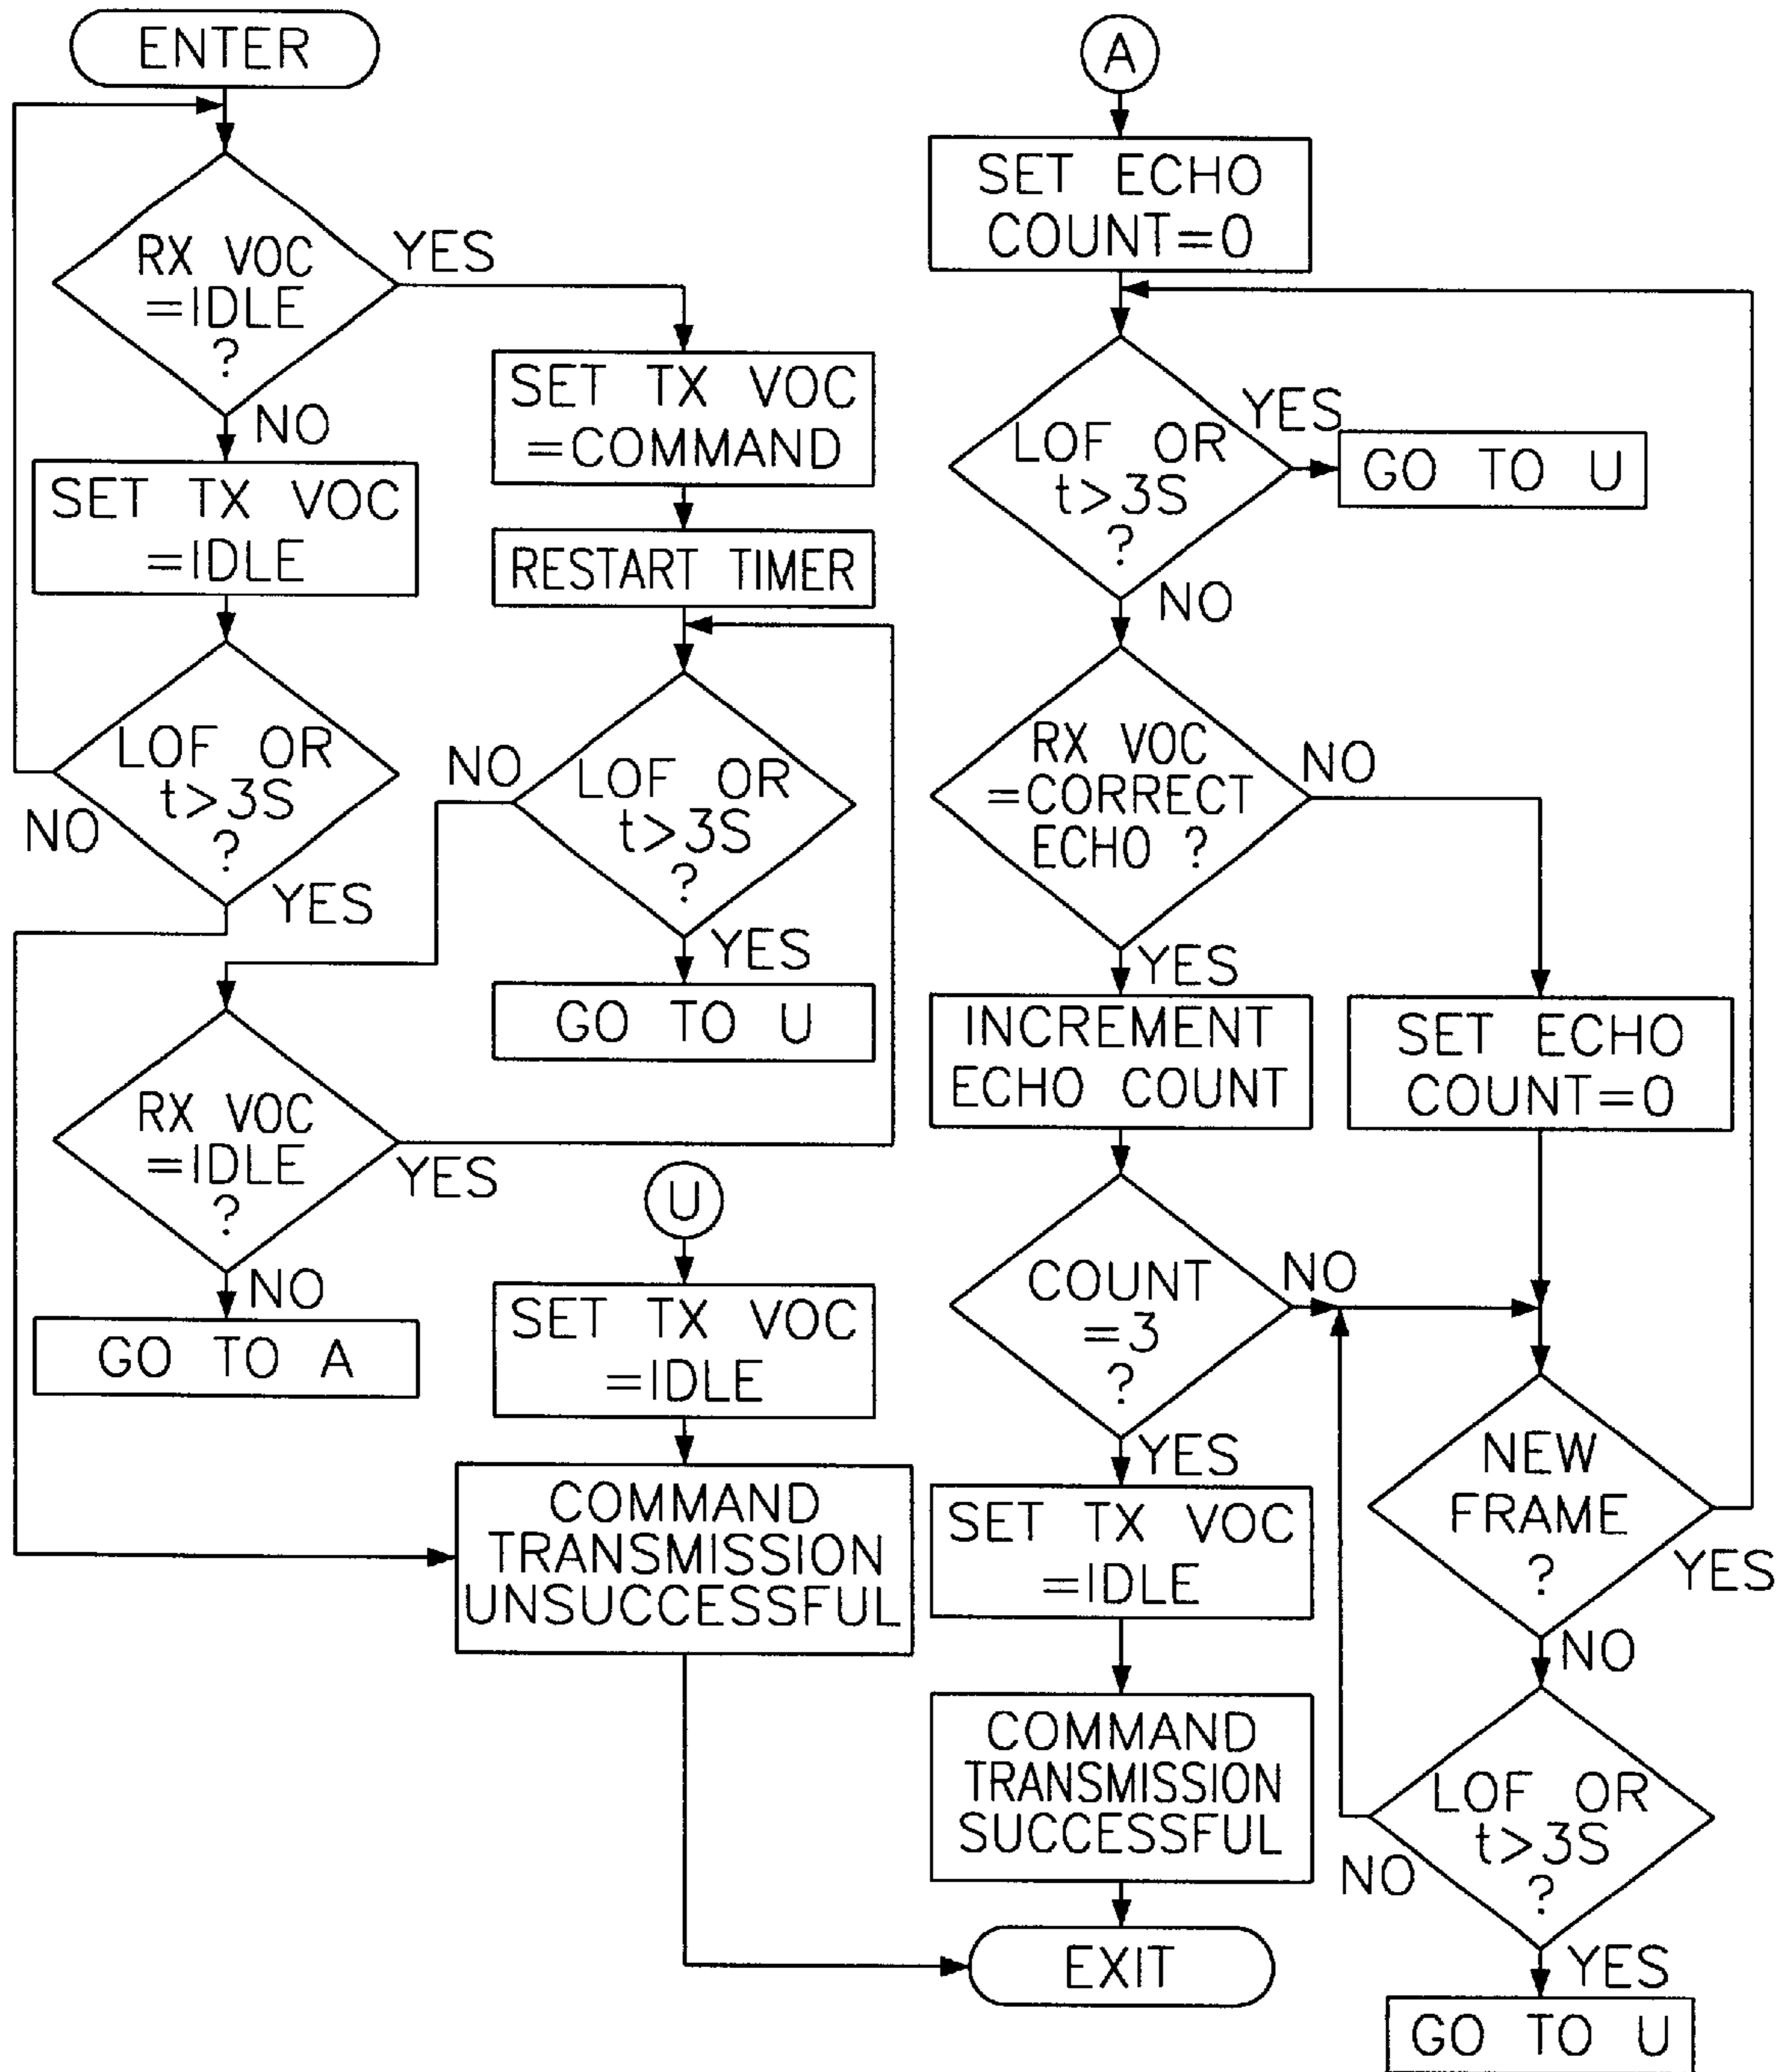 ENTER
RX VOC
=IDLE
?
YES
NO
SET TX VOC
=IDLE
LOF OR
t>3S
?
NO
YES
SET TX VOC
=COMMAND
RESTART TIMER
LOF OR
t>3S
?
NO
YES
GO TO U
RX VOC
=IDLE
?
YES
NO
GO TO A
U
SET TX VOC
=IDLE
COMMAND
TRANSMISSION
UNSUCCESSFUL
A
SET ECHO
COUNT=0
LOF OR
t>3S
?
YES
GO TO U
NO
RX VOC
=CORRECT
ECHO ?
NO
YES
INCREMENT
ECHO COUNT
SET ECHO
COUNT=0
COUNT
=3
?
NO
YES
SET TX VOC
=IDLE
COMMAND
TRANSMISSION
SUCCESSFUL
EXIT
NEW
FRAME
?
YES
NO
LOF OR
t>3S
?
NO
YES
GO TO U